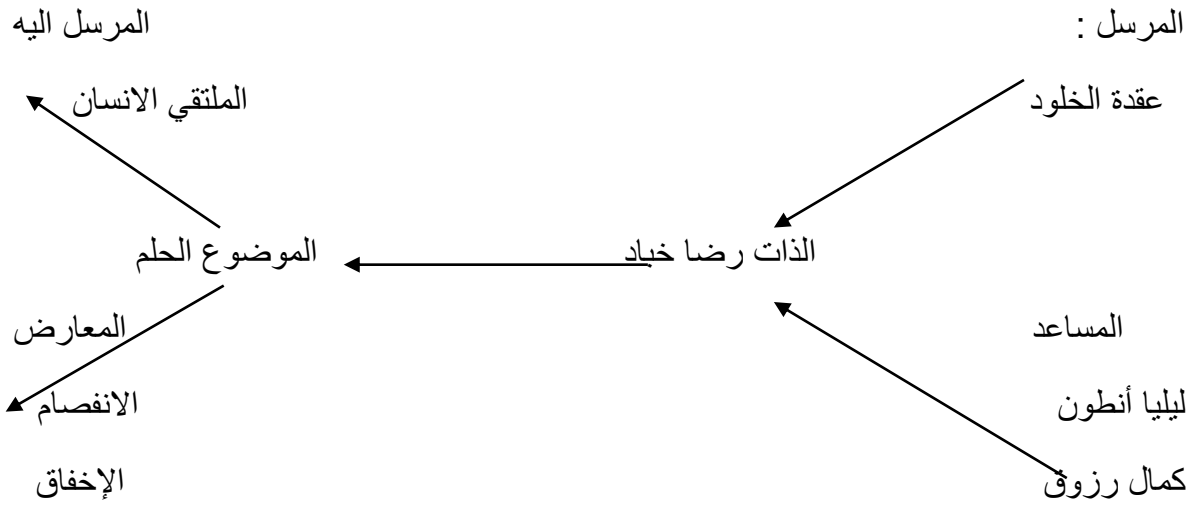 المرسل :
المرسل اليه
عقدة الخلود
الملتقي الانسان
الذات رضا خباد
الموضوع الحلم
المساعد
المعارض
ليليا أنطون
الانفصام
كمال رزوق
الإخفاق